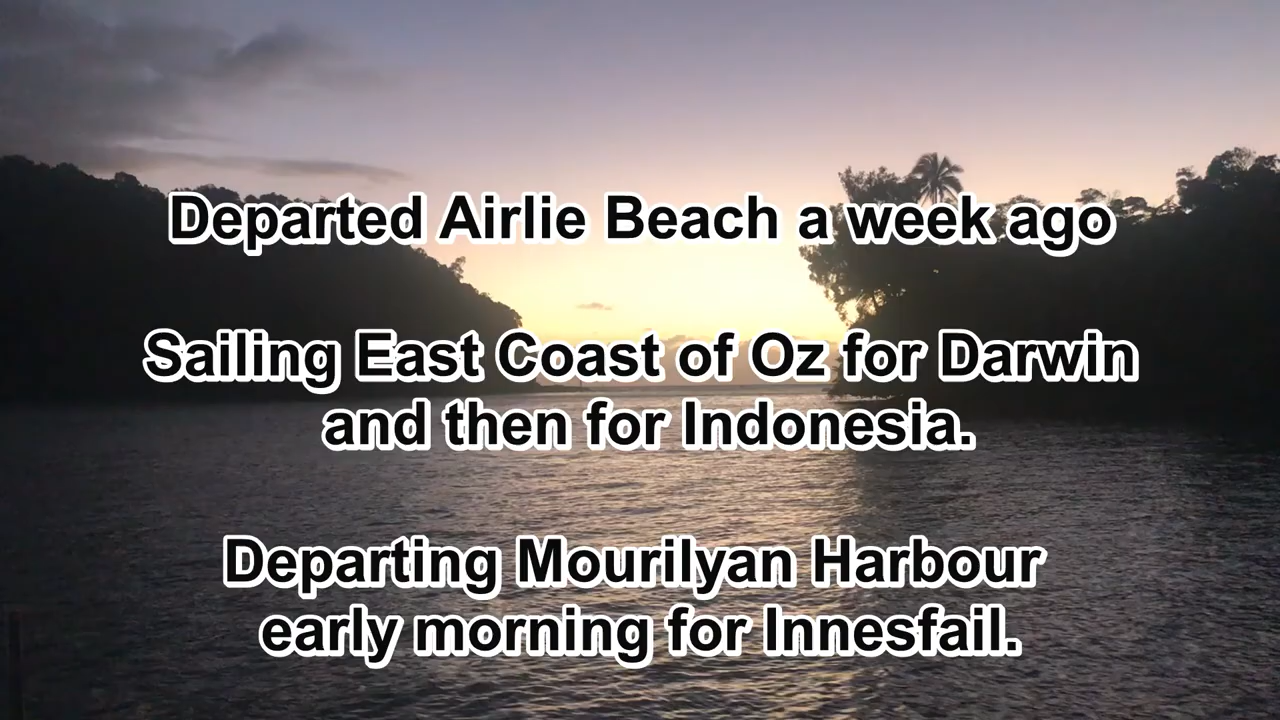 Departed Airlie Beach a week ago
Sailing East Coast of Oz for Darwin
and then for Indonesia.
Departing Mourilyan Harbour
early morning for Innesfail.